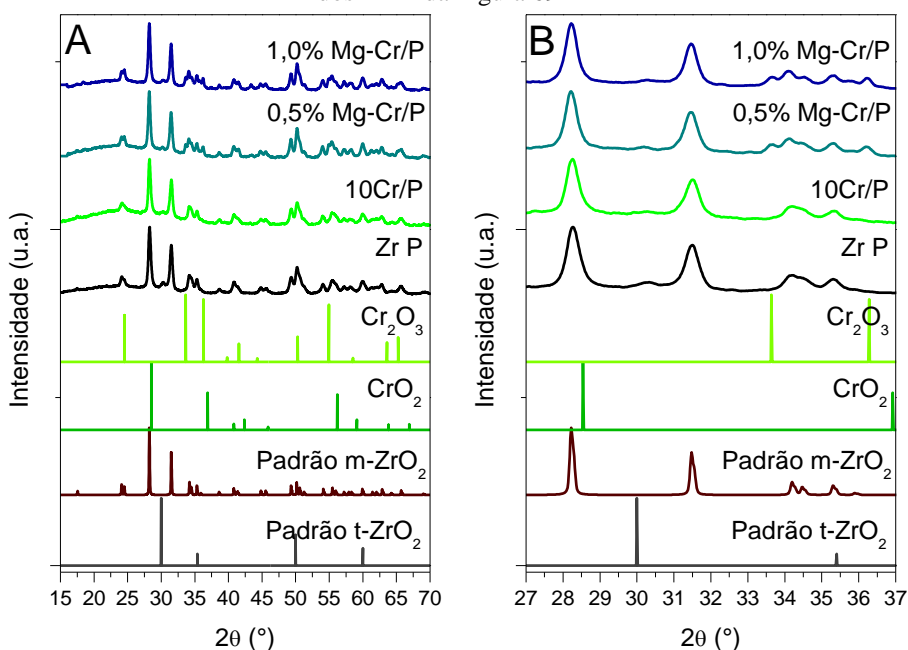 A
1,0% Mg-Cr/P
0,5% Mg-Cr/P
10Cr/P
Zr P
Cr₂O₃
CrO₂
Padrão m-ZrO₂
Padrão t-ZrO₂
Intensidade (u.a.)
15 20 25 30 35 40 45 50 55 60 65 70
2θ (°)
B
1,0% Mg-Cr/P
0,5% Mg-Cr/P
10Cr/P
Zr P
Cr₂O₃
CrO₂
Padrão m-ZrO₂
Padrão t-ZrO₂
Intensidade (u.a.)
27 28 29 30 31 32 33 34 35 36 37
2θ (°)